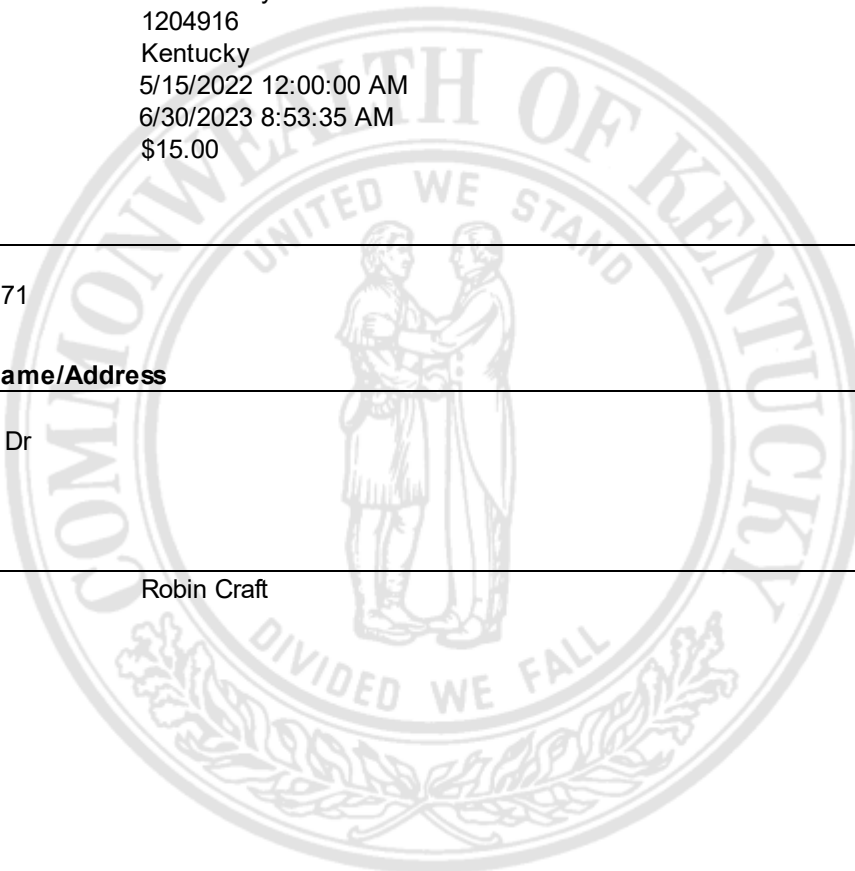 1204916
Kentucky
5/15/2022 12:00:00 AM
6/30/2023 8:53:35 AM
$15.00
COMMONWEALTH OF KENTUCKY
UNITED WE STAND
71
ame/Address
Dr
Robin Craft
DIVIDED WE FALL